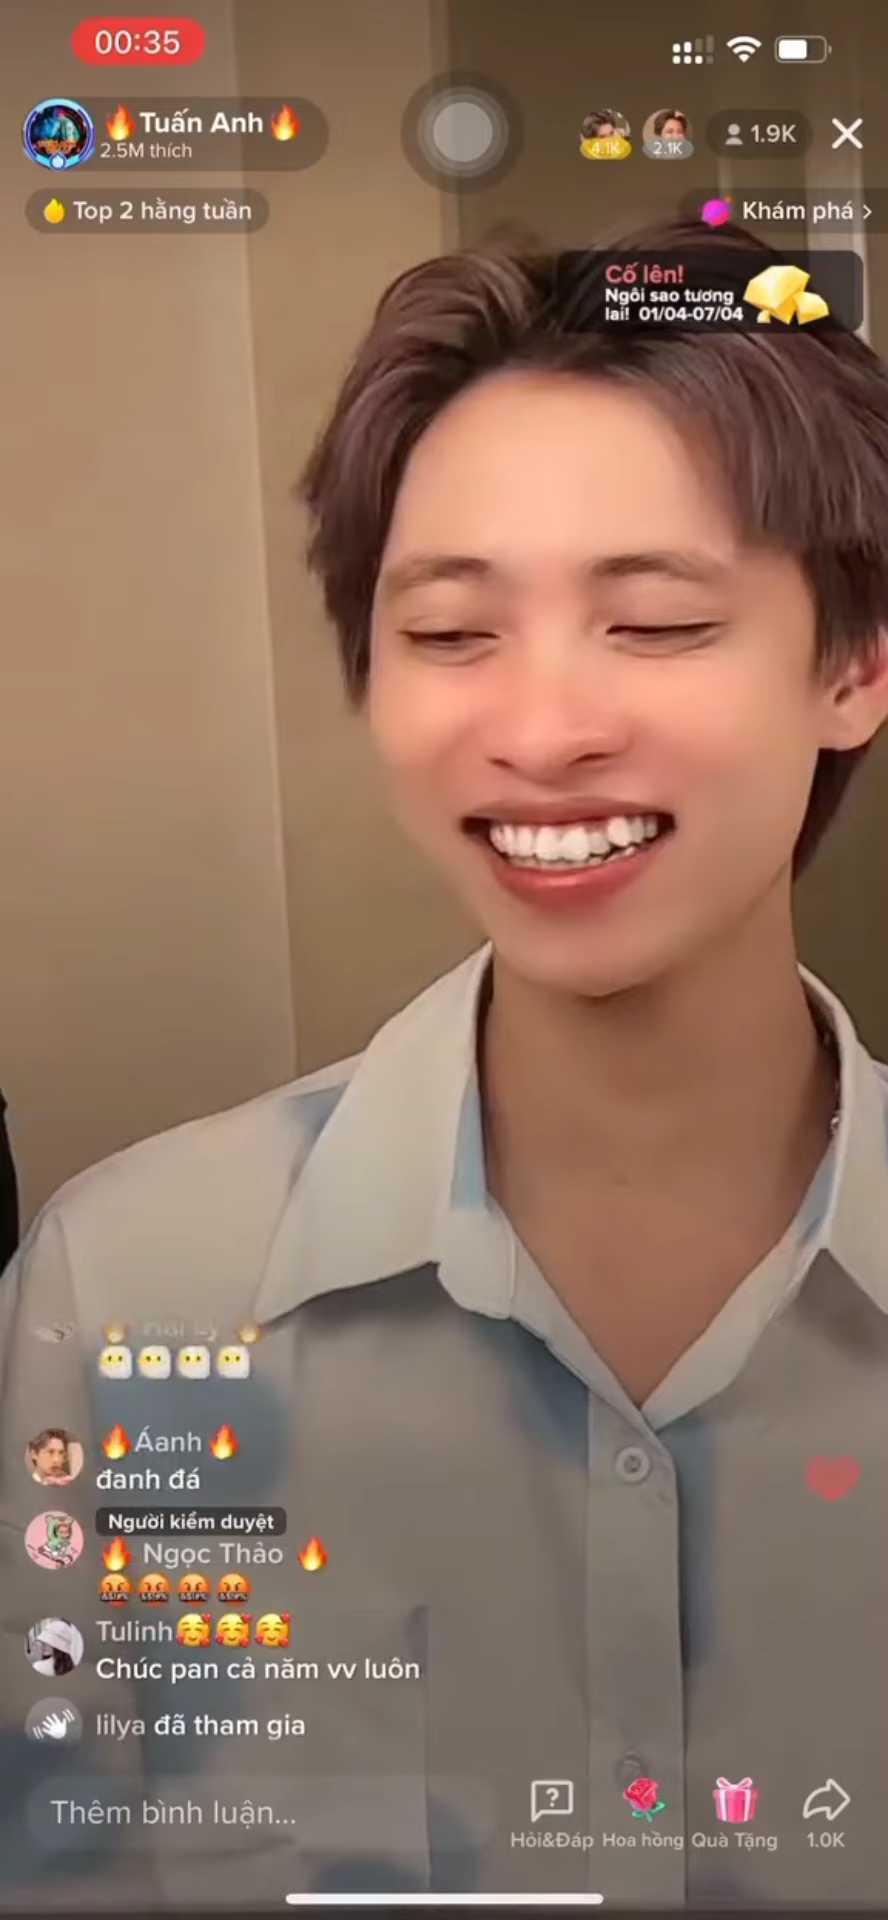 00:35
🔥Tuấn Anh🔥
2.5M thích
4.1K
2.1K
1.9K
Top 2 hằng tuần
Khám phá >
Cố lên!
Ngôi sao tương
lai! 01/04-07/04
🔥Áanh🔥
đanh đá
Người kiểm duyệt
🔥 Ngọc Thảo 🔥
🤬🤬🤬🤬
Tulinh🥰🥰🥰
Chúc pan cả năm vv luôn
lilya đã tham gia
Thêm bình luận...
Hỏi&Đáp
Hoa hồng
Quà Tặng
1.0K